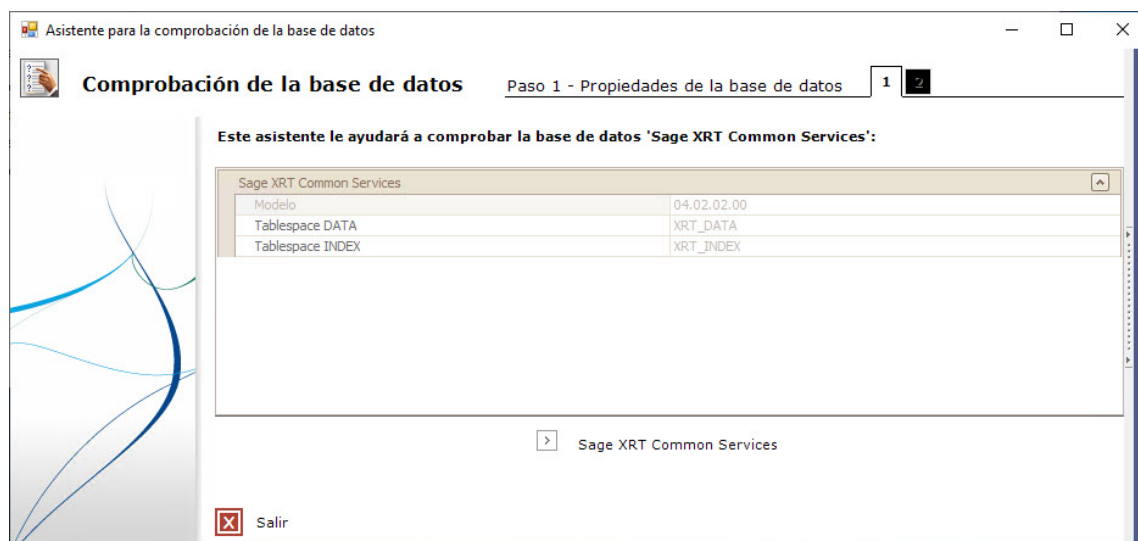 Asistente para la comprobación de la base de datos
Comprobación de la base de datos
Paso 1 - Propiedades de la base de datos
1
2
Este asistente le ayudará a comprobar la base de datos 'Sage XRT Common Services':
Sage XRT Common Services
Modelo 04.02.02.00
Tablespace DATA XRT_DATA
Tablespace INDEX XRT_INDEX
Sage XRT Common Services
Salir